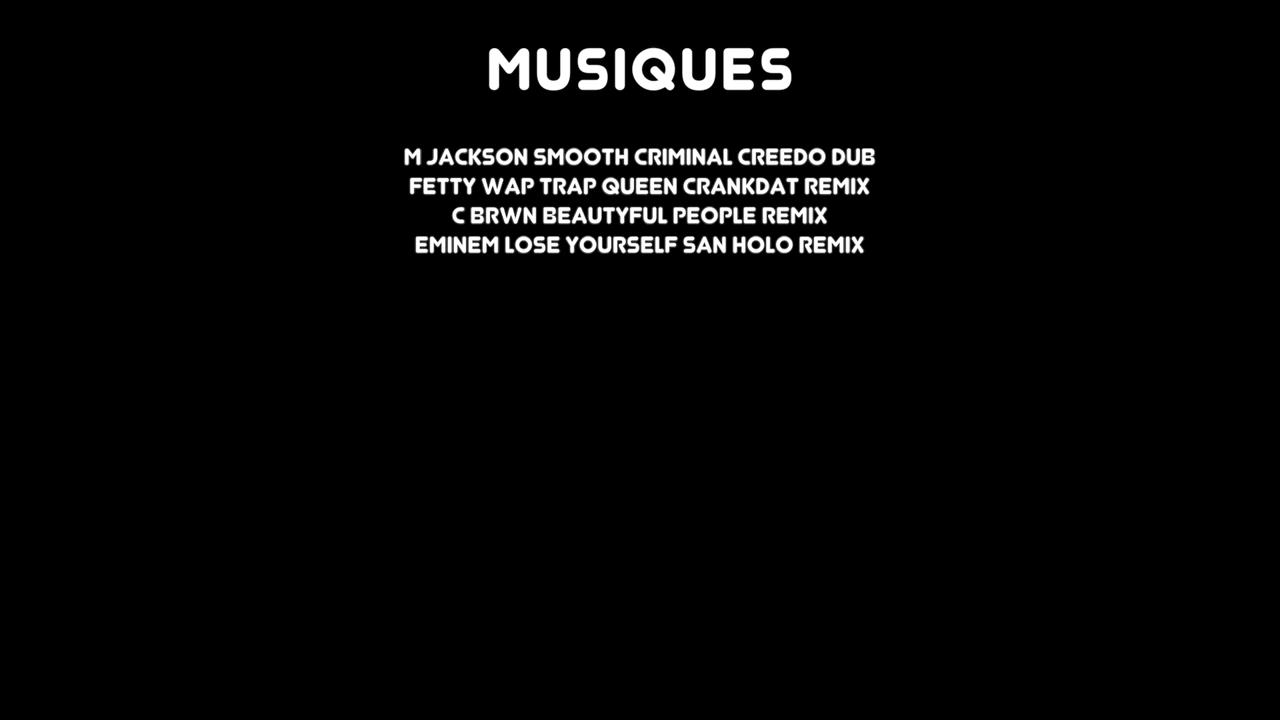 MUSIQUES
M JACKSON SMOOTH CRIMINAL CREEDO DUB
FETTY WAP TRAP QUEEN CRANKDAT REMIX
C BRWN BEAUTYFUL PEOPLE REMIX
EMINEM LOSE YOURSELF SAN HOLO REMIX